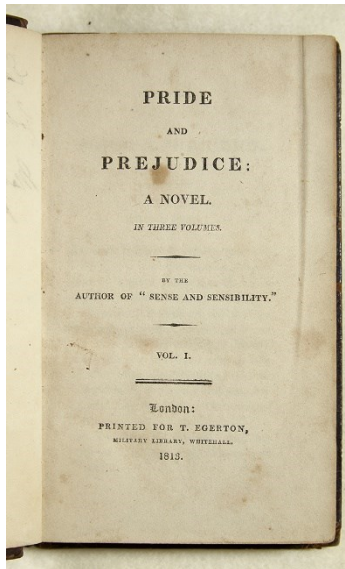 PRIDE
AND
PREJUDICE:
A NOVEL.
IN THREE VOLUMES.
BY THE
AUTHOR OF “ SENSE AND SENSIBILITY.”
VOL. I.
London:
PRINTED FOR T. EGERTON,
MILITARY LIBRARY, WHITEHALL.
1813.